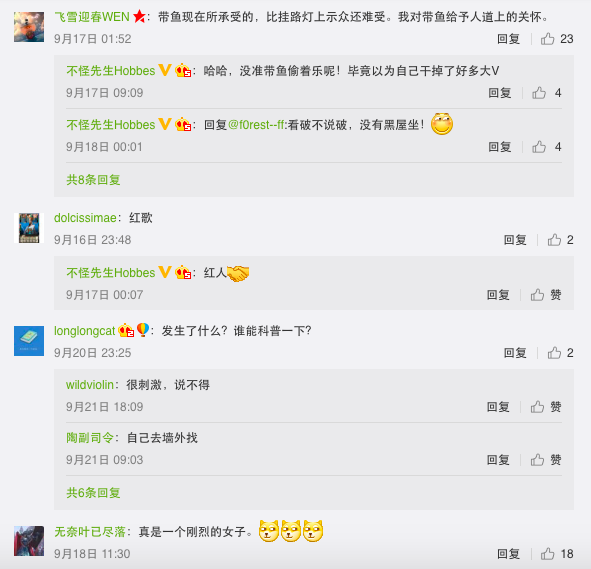 飞雪迎春WEN：带鱼现在所承受的，比挂路灯上示众还难受。我对带鱼给予人道上的关怀。
9月17日 01:52 回复 23
不怪先生Hobbes：哈哈，没准带鱼偷着乐呢！毕竟以为自己干掉了好多大V
9月17日 09:09 回复 4
不怪先生Hobbes：回复@f0rest--ff:看破不说破，没有黑屋坐！
9月18日 00:01 回复 4
共8条回复
dolcissimae：红歌
9月16日 23:48 回复 2
不怪先生Hobbes：红人
9月17日 00:07 回复 赞
longlongcat：发生了什么？谁能科普一下？
9月20日 23:25 回复 2
wildviolin：很刺激，说不得
9月21日 18:09 回复 赞
陶副司令：自己去墙外找
9月21日 09:03 回复 赞
共6条回复
无奈叶已尽落：真是一个刚烈的女子。
9月18日 11:30 回复 18